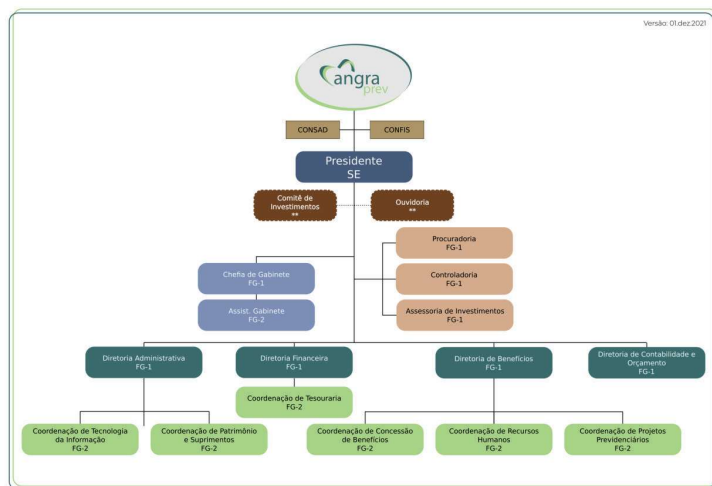 Versão: 01.dez.2021
angra
prev
CONSAD
CONFIS
Presidente
SE
Comitê de
Investimentos
**
Ouvidoria
**
Procuradoria
FG-1
Chefia de Gabinete
FG-1
Controladoria
FG-1
Assist. Gabinete
FG-2
Assessoria de Investimentos
FG-1
Diretoria Administrativa
FG-1
Diretoria Financeira
FG-1
Diretoria de Benefícios
FG-1
Diretoria de Contabilidade e
Orçamento
FG-1
Coordenação de Tesouraria
FG-2
Coordenação de Tecnologia
da Informação
FG-2
Coordenação de Patrimônio
e Suprimentos
FG-2
Coordenação de Concessão
de Benefícios
FG-2
Coordenação de Recursos
Humanos
FG-2
Coordenação de Projetos
Previdenciários
FG-2